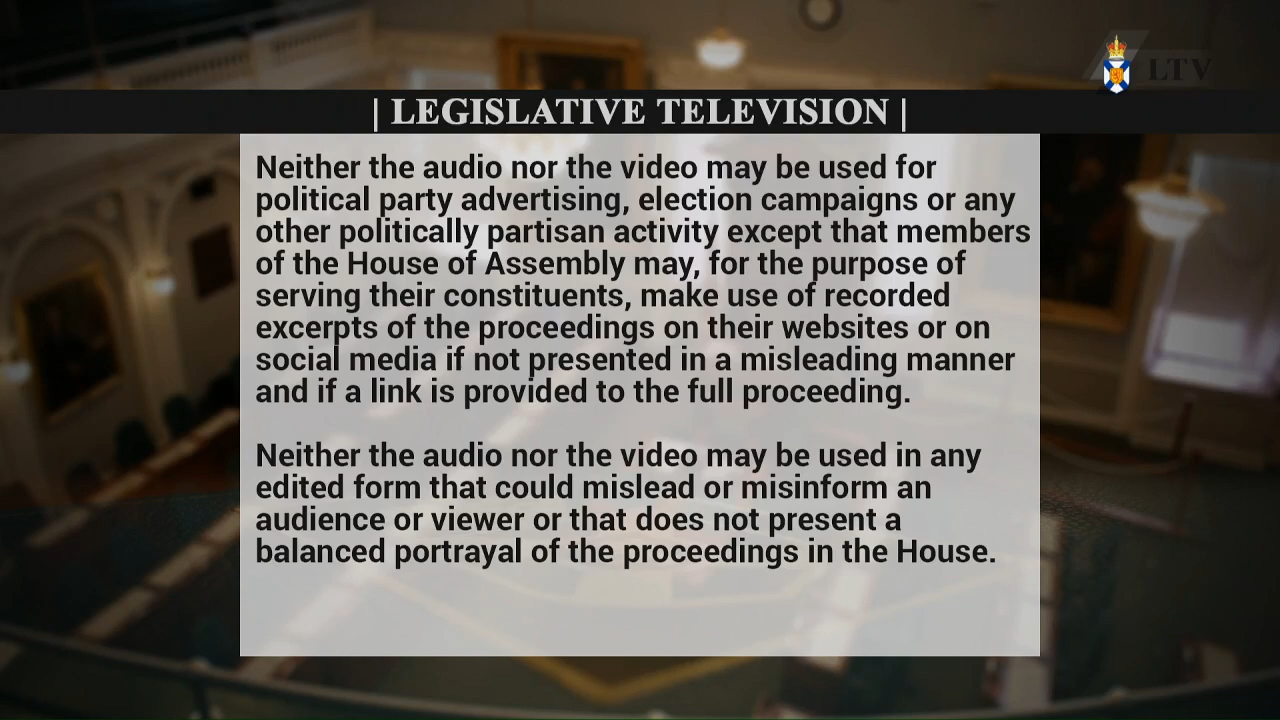 LTV
| LEGISLATIVE TELEVISION |
Neither the audio nor the video may be used for
political party advertising, election campaigns or any
other politically partisan activity except that members
of the House of Assembly may, for the purpose of
serving their constituents, make use of recorded
excerpts of the proceedings on their websites or on
social media if not presented in a misleading manner
and if a link is provided to the full proceeding.
Neither the audio nor the video may be used in any
edited form that could mislead or misinform an
audience or viewer or that does not present a
balanced portrayal of the proceedings in the House.